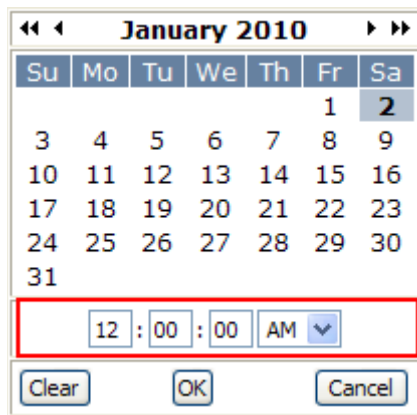 January 2010
Su Mo Tu We Th Fr Sa
1 2
3 4 5 6 7 8 9
10 11 12 13 14 15 16
17 18 19 20 21 22 23
24 25 26 27 28 29 30
31
12 : 00 : 00 AM
Clear OK Cancel